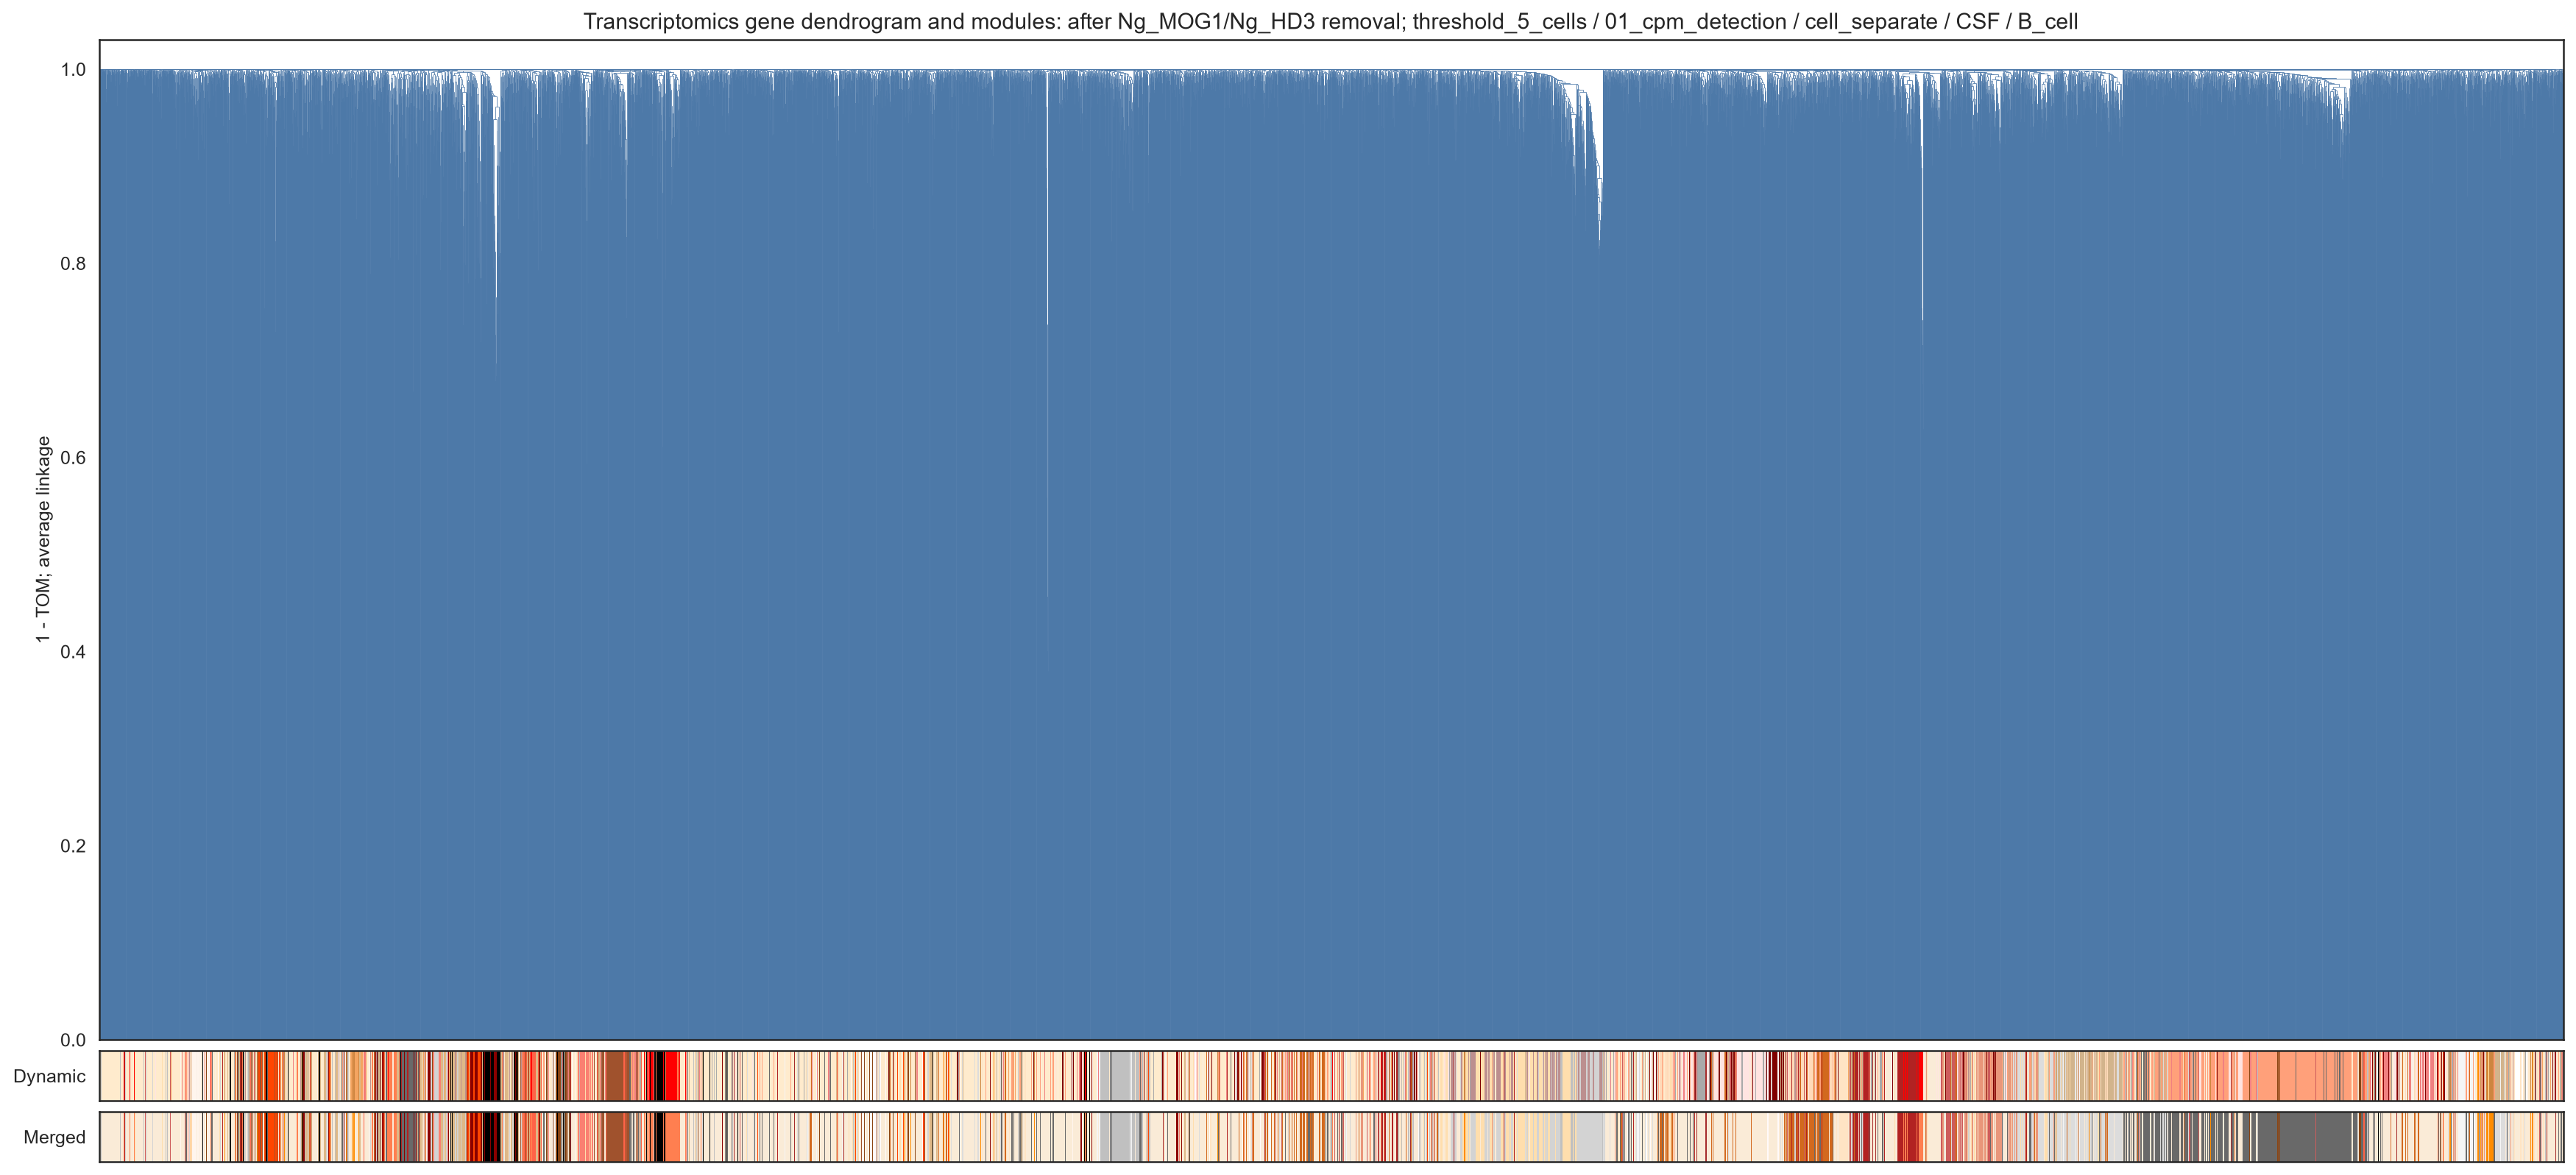 Transcriptomics gene dendrogram and modules: after Ng_MOG1/Ng_HD3 removal; threshold_5_cells / 01_cpm_detection / cell_separate / CSF / B_cell
1.0
0.8
0.6
0.4
0.2
0.0
1 - TOM; average linkage
Dynamic
Merged